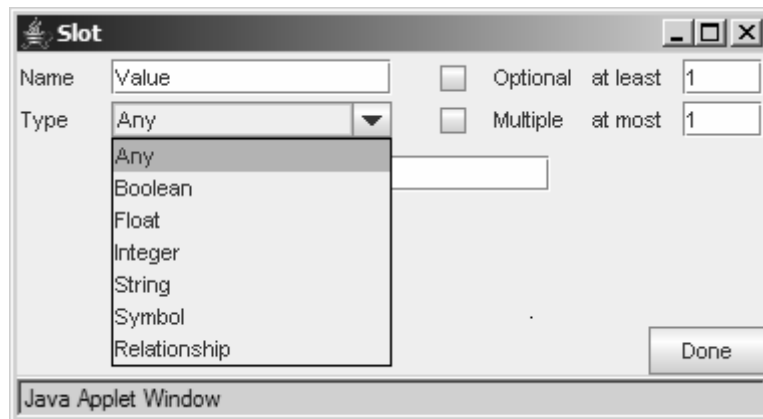 Slot
Name Value Optional at least 1
Type Any Multiple at most 1
Any
Boolean
Float
Integer
String
Symbol
Relationship
Done
Java Applet Window